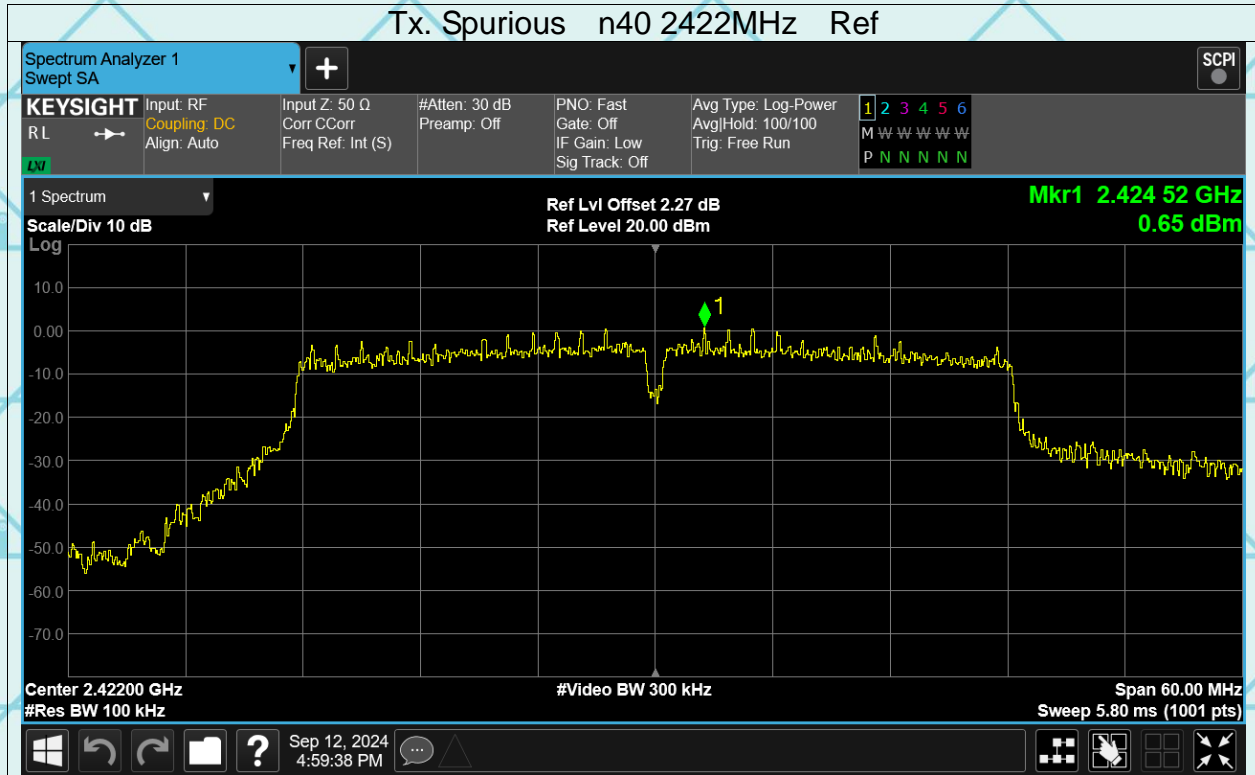 Tx. Spurious n40 2422MHz Ref
Spectrum Analyzer 1
Swept SA
+
SCPI
KEYSIGHT Input: RF Input Z: 50 Ω #Atten: 30 dB PNO: Fast Avg Type: Log-Power 1 2 3 4 5 6
RL Coupling: DC Corr CCorr Preamp: Off Gate: Off Avg|Hold: 100/100 M W W W W W W
Align: Auto Freq Ref: Int (S) IF Gain: Low Trig: Free Run
LXI Sig Track: Off P N N N N N
1 Spectrum
Ref Lvl Offset 2.27 dB Mkr1 2.424 52 GHz
Scale/Div 10 dB Ref Level 20.00 dBm 0.65 dBm
Log
1
10.0
0.00
-10.0
-20.0
-30.0
-40.0
-50.0
-60.0
-70.0
Center 2.42200 GHz #Video BW 300 kHz Span 60.00 MHz
#Res BW 100 kHz Sweep 5.80 ms (1001 pts)
? Sep 12, 2024
4:59:38 PM